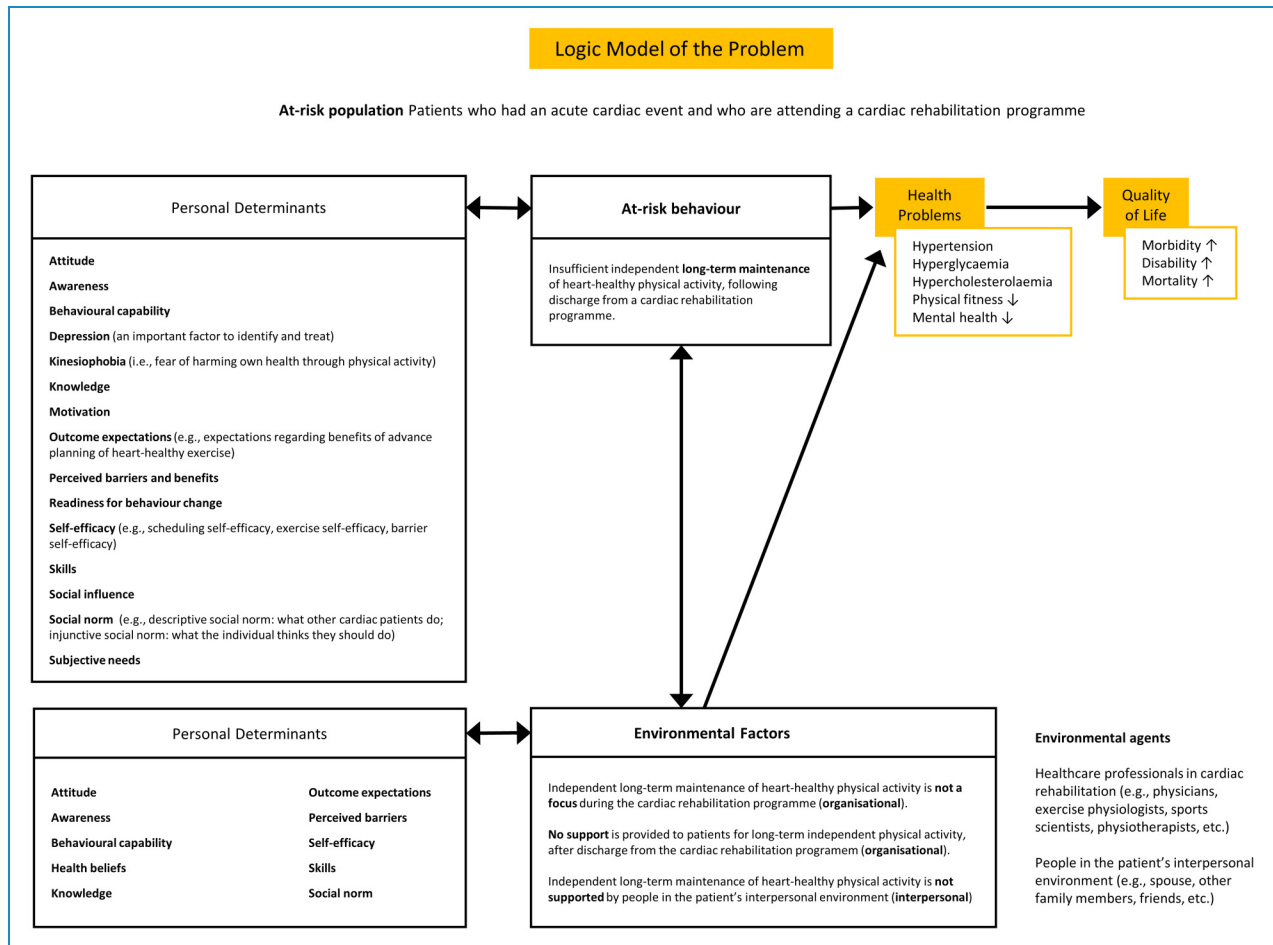 Logic Model of the Problem
At-risk population Patients who had an acute cardiac event and who are attending a cardiac rehabilitation programme
Personal Determinants
Attitude
Awareness
Behavioural capability
Depression (an important factor to identify and treat)
Kinesiophobia (i.e., fear of harming own health through physical activity)
Knowledge
Motivation
Outcome expectations (e.g., expectations regarding benefits of advance
planning of heart-healthy exercise)
Perceived barriers and benefits
Readiness for behaviour change
Self-efficacy (e.g., scheduling self-efficacy, exercise self-efficacy, barrier
self-efficacy)
Skills
Social influence
Social norm (e.g., descriptive social norm: what other cardiac patients do;
injunctive social norm: what the individual thinks they should do)
Subjective needs
At-risk behaviour
Insufficient independent long-term maintenance
of heart-healthy physical activity, following
discharge from a cardiac rehabilitation
programme.
Health
Problems
Hypertension
Hyperglycaemia
Hypercholesterolaemia
Physical fitness ↓
Mental health ↓
Quality
of Life
Morbidity ↑
Disability ↑
Mortality ↑
Personal Determinants
Attitude
Awareness
Behavioural capability
Health beliefs
Knowledge
Outcome expectations
Perceived barriers
Self-efficacy
Skills
Social norm
Environmental Factors
Independent long-term maintenance of heart-healthy physical activity is not a
focus during the cardiac rehabilitation programme (organisational).
No support is provided to patients for long-term independent physical activity,
after discharge from the cardiac rehabilitation programem (organisational).
Independent long-term maintenance of heart-healthy physical activity is not
supported by people in the patient's interpersonal environment (interpersonal)
Environmental agents
Healthcare professionals in cardiac
rehabilitation (e.g., physicians,
exercise physiologists, sports
scientists, physiotherapists, etc.)
People in the patient's interpersonal
environment (e.g., spouse, other
family members, friends, etc.)